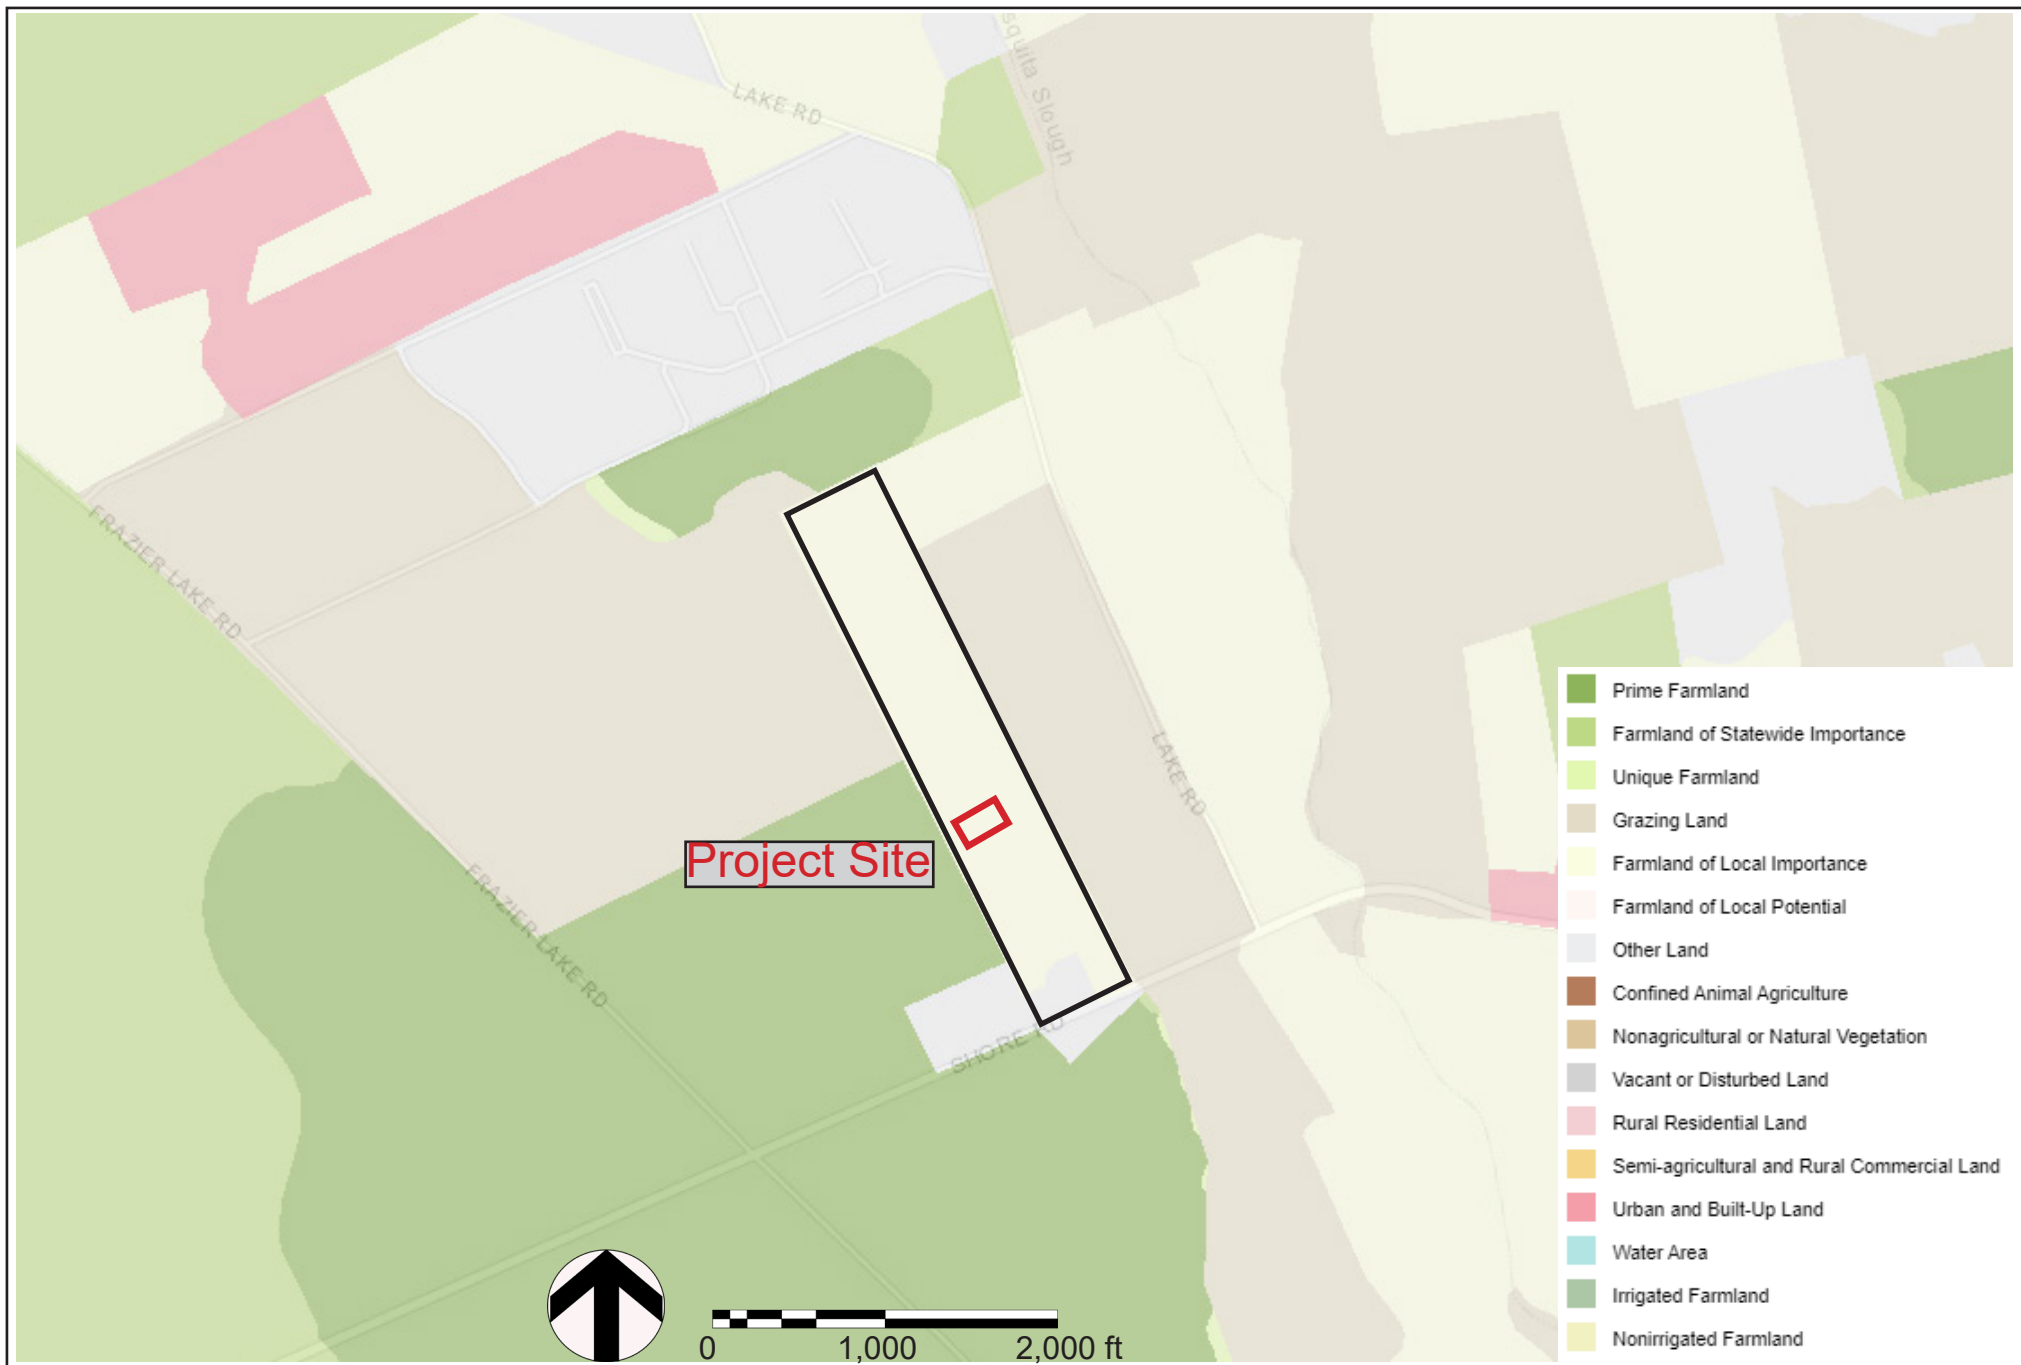 squita Slough
LAKE RD
FRAZIER LAKE RD
LAKE RD
Project Site
FRAZIER LAKE RD
SHORE RD
Prime Farmland
Farmland of Statewide Importance
Unique Farmland
Grazing Land
Farmland of Local Importance
Farmland of Local Potential
Other Land
Confined Animal Agriculture
Nonagricultural or Natural Vegetation
Vacant or Disturbed Land
Rural Residential Land
Semi-agricultural and Rural Commercial Land
Urban and Built-Up Land
Water Area
Irrigated Farmland
Nonirrigated Farmland
0 1,000 2,000 ft